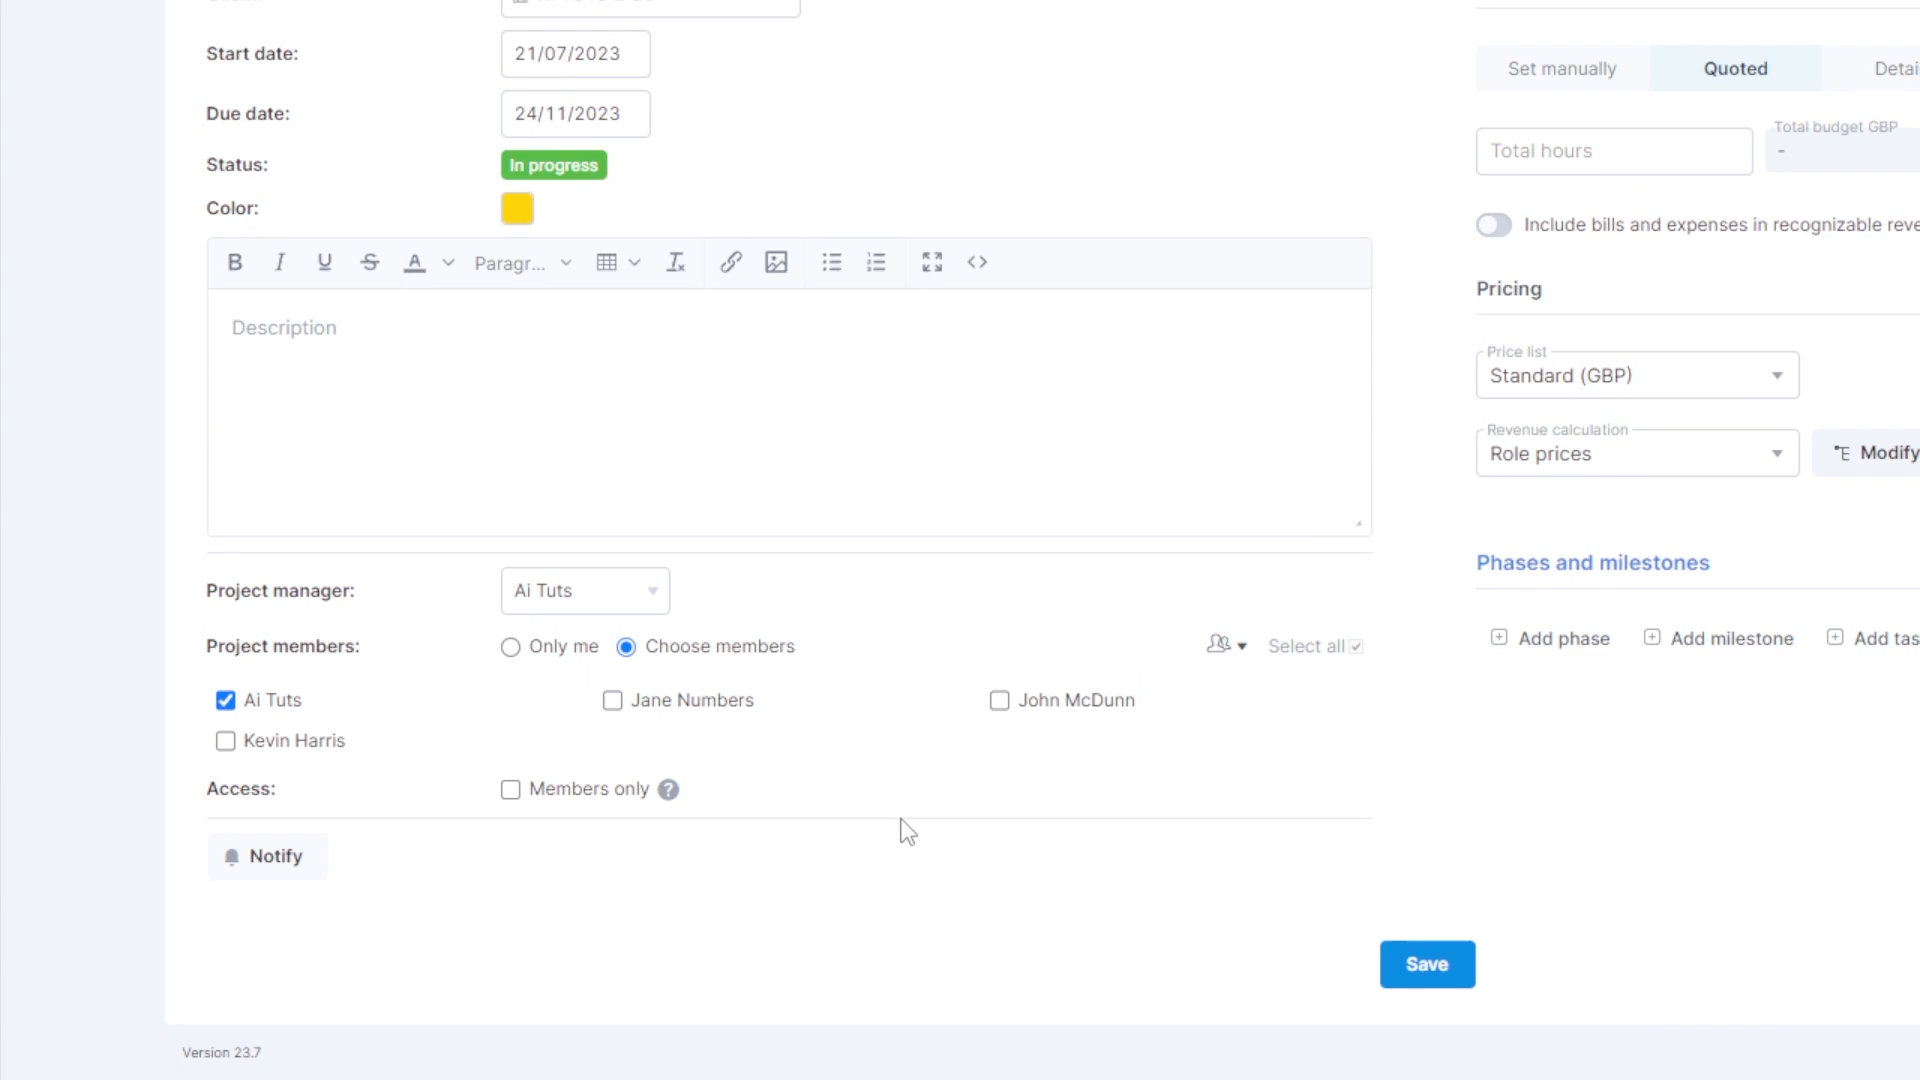 Start date:
21/07/2023
Due date:
24/11/2023
Status:
In progress
Color:
Paragr...
Description
Project manager:
Ai Tuts
Project members:
Only me
Choose members
Select all
Ai Tuts
Jane Numbers
John McDunn
Kevin Harris
Access:
Members only
Notify
Set manually
Quoted
Detai
Total hours
Total budget GBP
-
Include bills and expenses in recognizable reve
Pricing
Price list
Standard (GBP)
Revenue calculation
Role prices
Modify
Phases and milestones
Add phase
Add milestone
Add tas
Save
Version 23.7